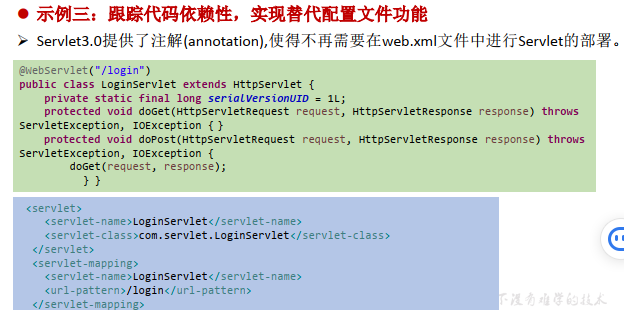 ● 示例三：跟踪代码依赖性，实现替代配置文件功能
➢ Servlet3.0提供了注解(annotation),使得不再需要在web.xml文件中进行Servlet的部署。
@WebServlet("/login")
public class LoginServlet extends HttpServlet {
private static final long serialVersionUID = 1L;
protected void doGet(HttpServletRequest request, HttpServletResponse response) throws
ServletException, IOException { }
protected void doPost(HttpServletRequest request, HttpServletResponse response) throws
ServletException, IOException {
doGet(request, response);
} }
<servlet>
<servlet-name>LoginServlet</servlet-name>
<servlet-class>com.servlet.LoginServlet</servlet-class>
</servlet>
<servlet-mapping>
<servlet-name>LoginServlet</servlet-name>
<url-pattern>/login</url-pattern>
</servlet-mapping>
的技术